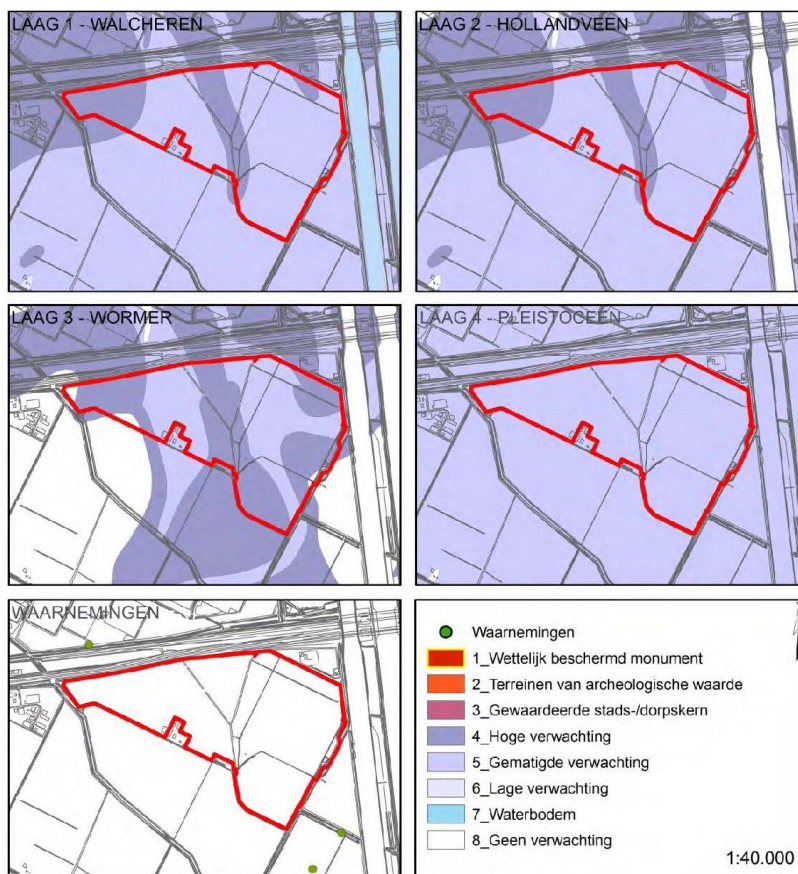 LAAG 1 - WALCHEREN
LAAG 2 - HOLLANDVEEN
LAAG 3 - WORMER
LAAG 4 - PLEISTOCEEN
WAARNEMINGEN
Waarnemingen
1_Wettelijk beschermd monument
2_Terreinen van archeologische waarde
3_Gewaardeerde stads-/dorpskern
4_Hoge verwachting
5_Gematigde verwachting
6_Lage verwachting
7_Waterbodem
8_Geen verwachting
1:40.000